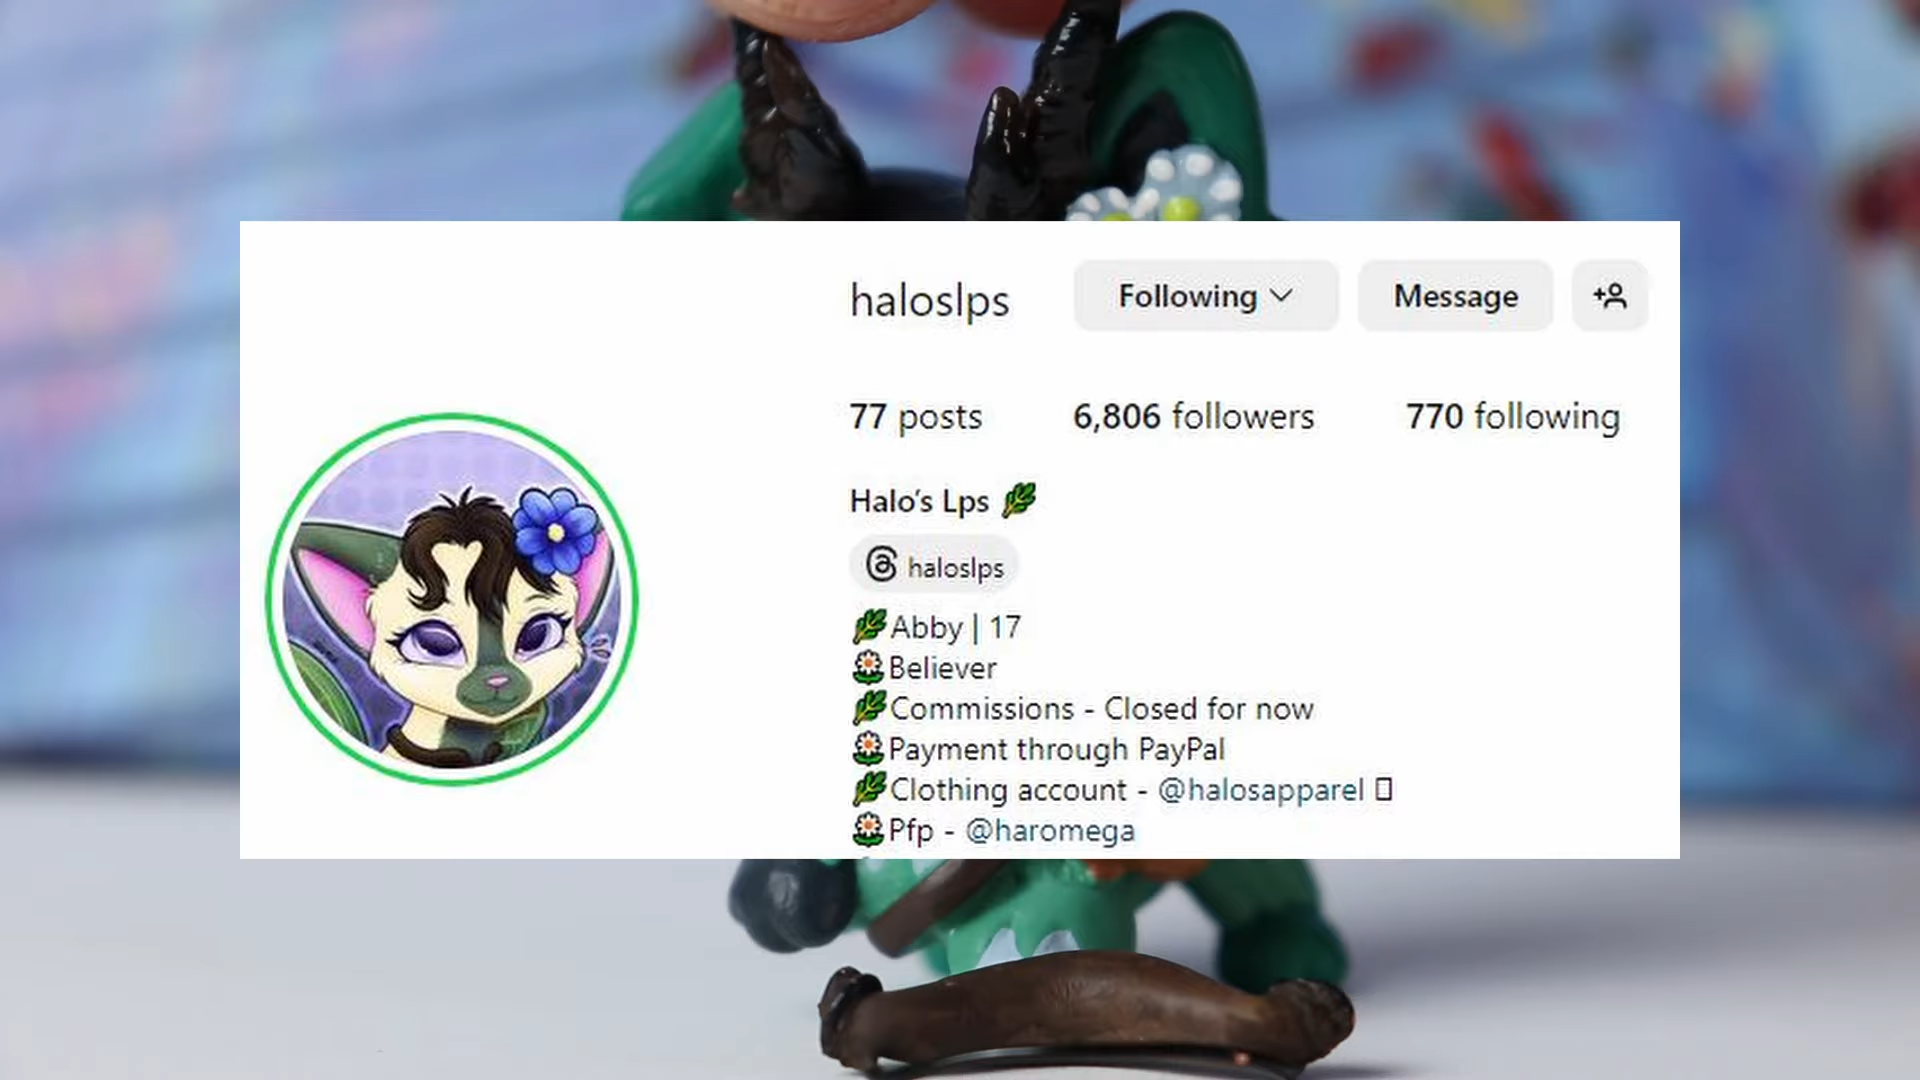 haloslps Following Message
77 posts 6,806 followers 770 following
Halo's Lps 🌿
haloslps
🌿Abby | 17
🌼Believer
🌿Commissions - Closed for now
🌼Payment through PayPal
🌿Clothing account - @halosapparel
🌼Pfp - @haromega